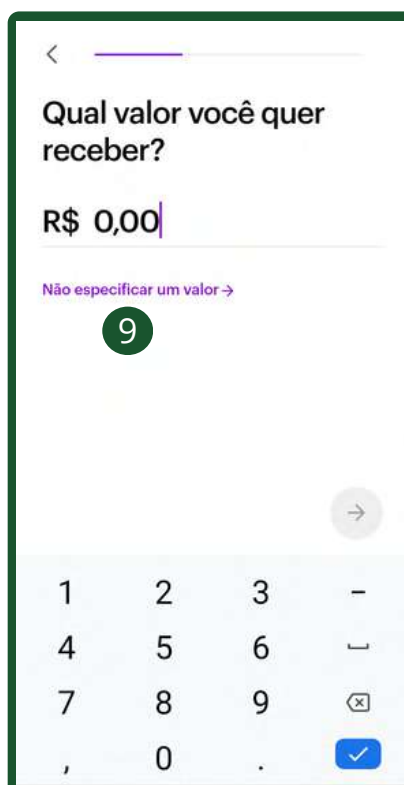 Qual valor você quer
receber?
R$ 0,00
Não especificar um valor →
9
1 2 3 -
4 5 6
7 8 9
, 0 .